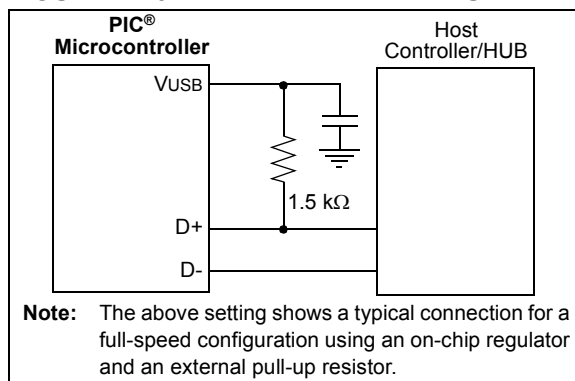 PIC®
Microcontroller
Host
Controller/HUB
VUSB
1.5 kΩ
D+
D-
Note: The above setting shows a typical connection for a
full-speed configuration using an on-chip regulator
and an external pull-up resistor.